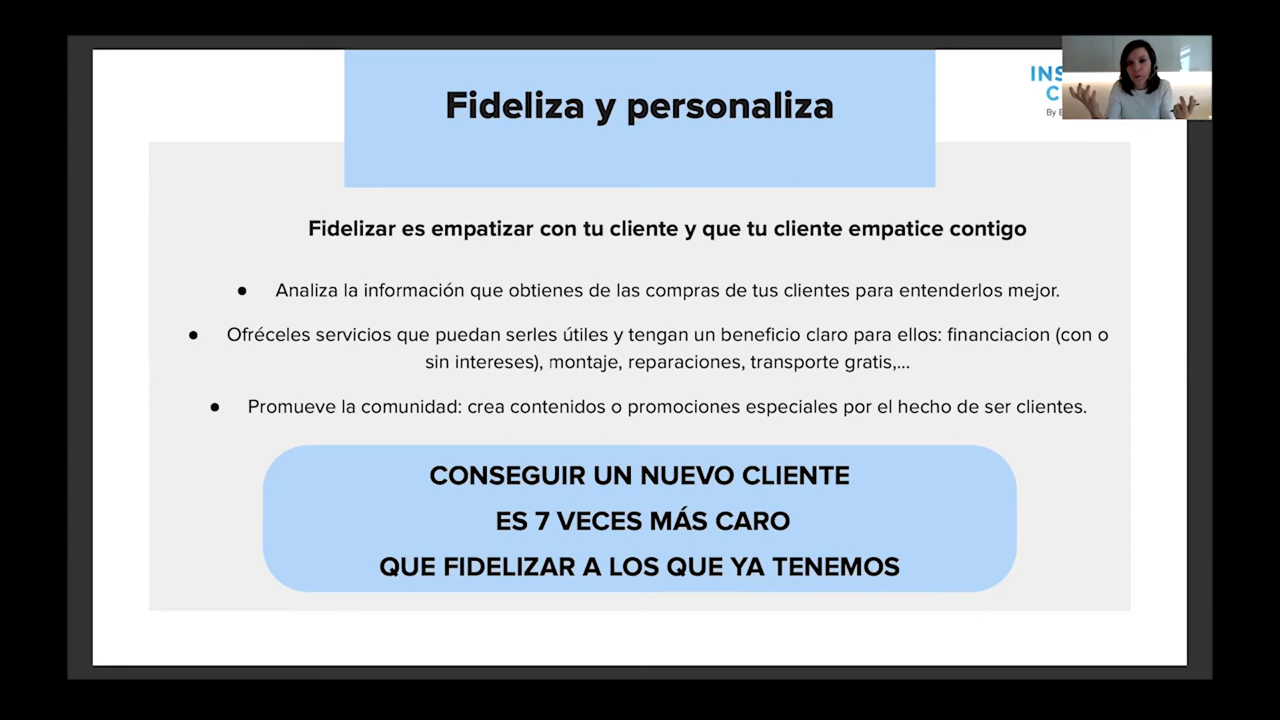 Fideliza y personaliza
Fidelizar es empatizar con tu cliente y que tu cliente empatice contigo
● Analiza la información que obtienes de las compras de tus clientes para entenderlos mejor.
● Ofréceles servicios que puedan serles útiles y tengan un beneficio claro para ellos: financiacion (con o
sin intereses), montaje, reparaciones, transporte gratis,...
● Promueve la comunidad: crea contenidos o promociones especiales por el hecho de ser clientes.
CONSEGUIR UN NUEVO CLIENTE
ES 7 VECES MÁS CARO
QUE FIDELIZAR A LOS QUE YA TENEMOS
By